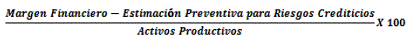 Margen Financiero − Estimación Preventiva para Riesgos Crediticios
Activos Productivos
X 100